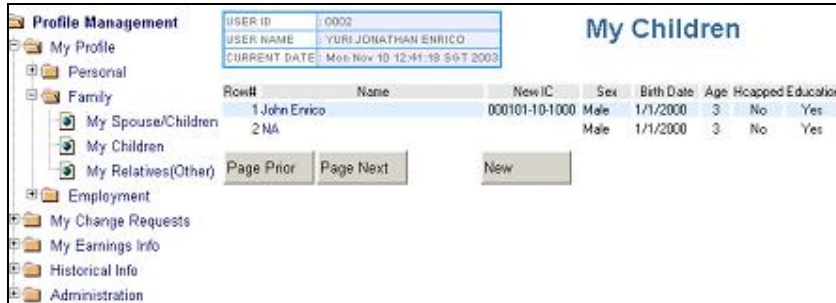 Profile Management
My Profile
Personal
Family
My Spouse/Children
My Children
My Relatives(Other)
Employment
My Change Requests
My Earnings Info
Historical Info
Administration
USER ID : 0002
USER NAME : YURI JONATHAN ENRICO
CURRENT DATE : Mon Nov 10 12:41:18 SGT 2003
My Children
Row# Name New IC Sex Birth Date Age Hcapped Education
1 John Enrico 000101-10-1000 Male 1/1/2000 3 No Yes
2 NA Male 1/1/2000 3 No Yes
Page Prior Page Next New